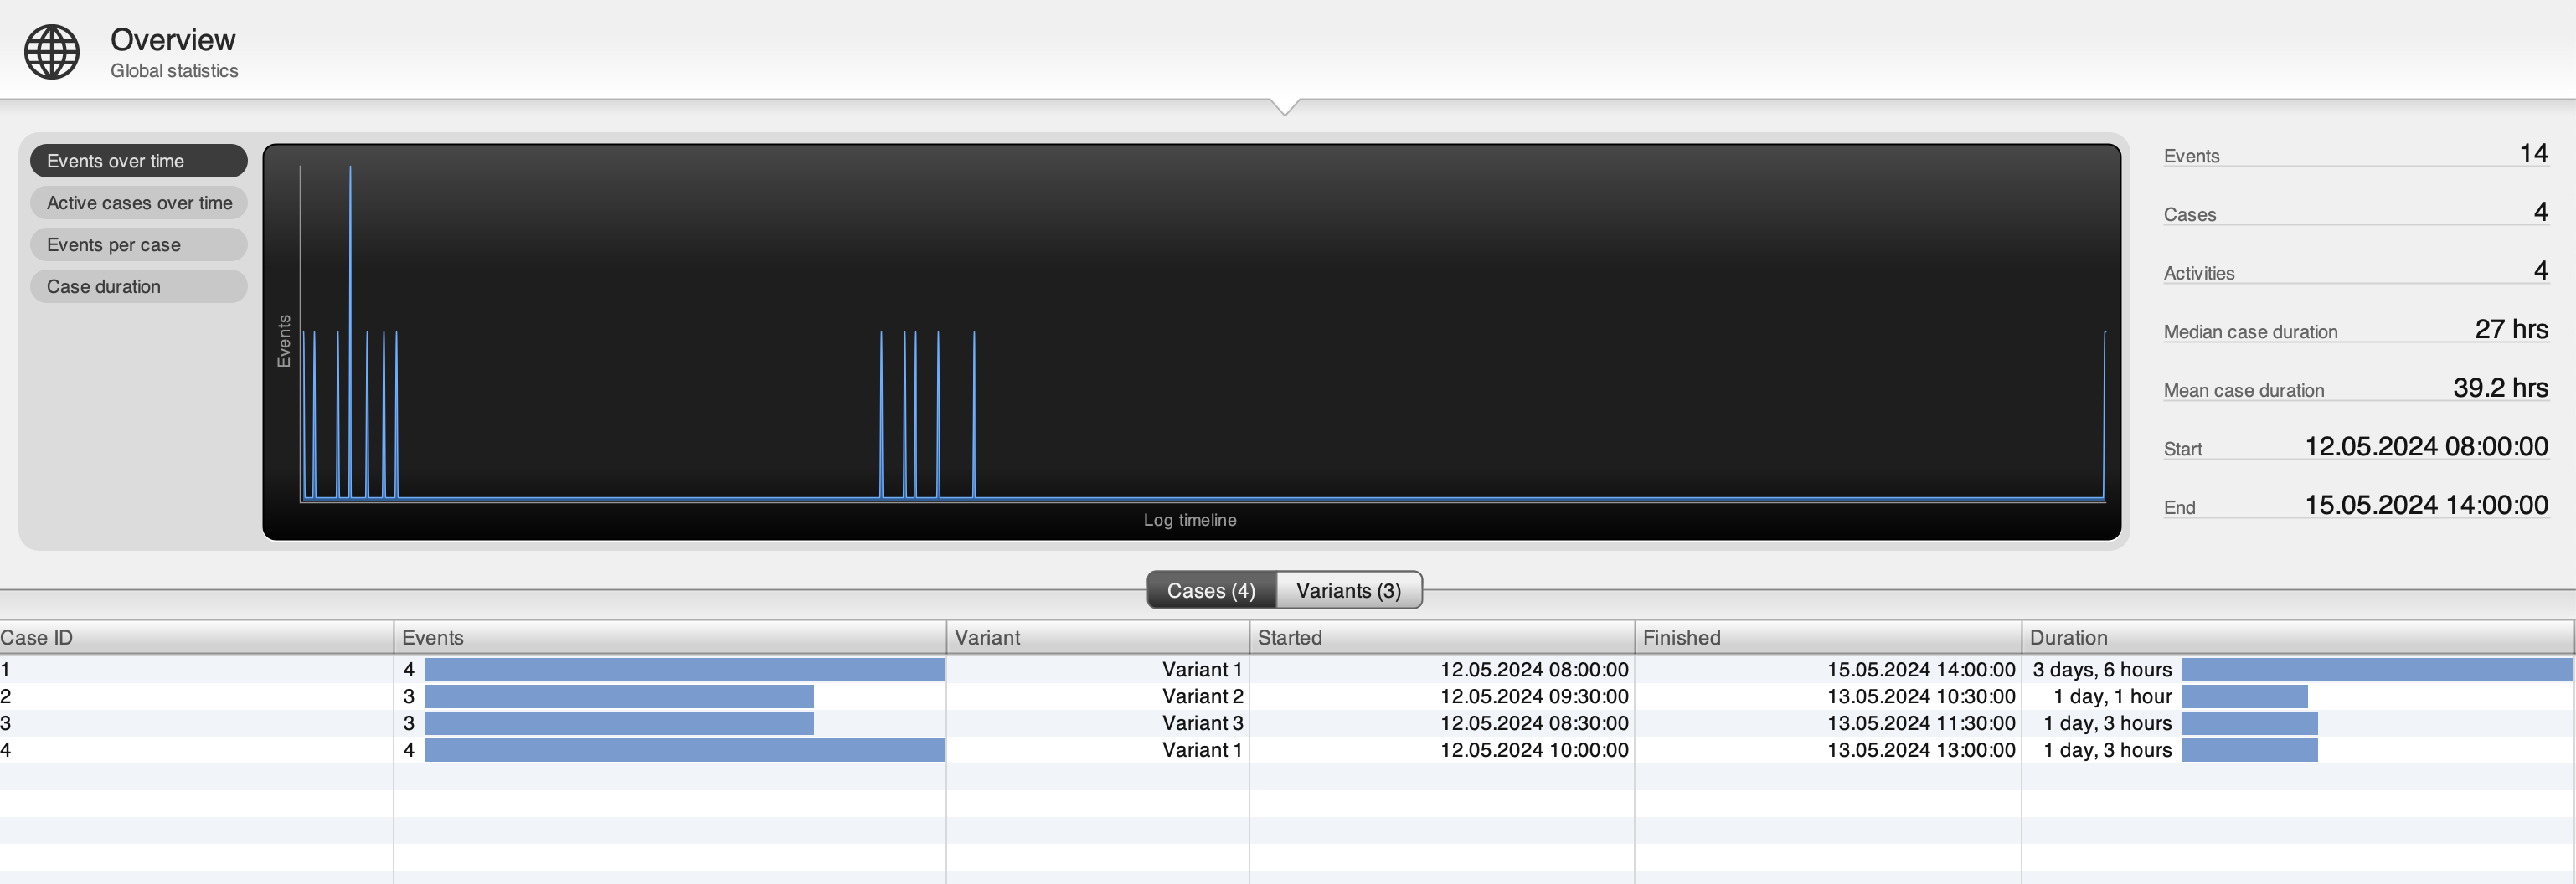 Overview
Global statistics
Events over time
Active cases over time
Events per case
Case duration
Events
Log timeline
Events 14
Cases 4
Activities 4
Median case duration 27 hrs
Mean case duration 39.2 hrs
Start 12.05.2024 08:00:00
End 15.05.2024 14:00:00
Cases (4) Variants (3)
Case ID Events Variant Started Finished Duration
1 4 Variant 1 12.05.2024 08:00:00 15.05.2024 14:00:00 3 days, 6 hours
2 3 Variant 2 12.05.2024 09:30:00 13.05.2024 10:30:00 1 day, 1 hour
3 3 Variant 3 12.05.2024 08:30:00 13.05.2024 11:30:00 1 day, 3 hours
4 4 Variant 1 12.05.2024 10:00:00 13.05.2024 13:00:00 1 day, 3 hours